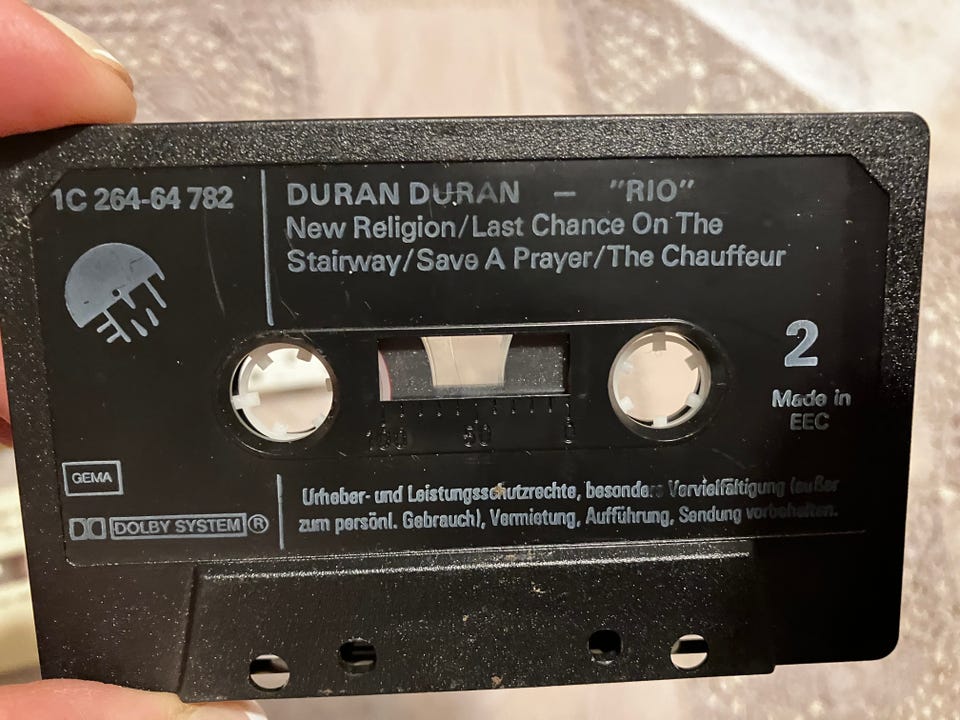 1C 264-64 782
DURAN DURAN – "RIO"
New Religion/Last Chance On The
Stairway/Save A Prayer/The Chauffeur
EMI
2
Made in
EEC
100 50 0
GEMA
DOLBY SYSTEM ®
Urheber- und Leistungsschutzrechte, besonders Vervielfältigung (außer
zum persönl. Gebrauch), Vermietung, Aufführung, Sendung vorbehalten.